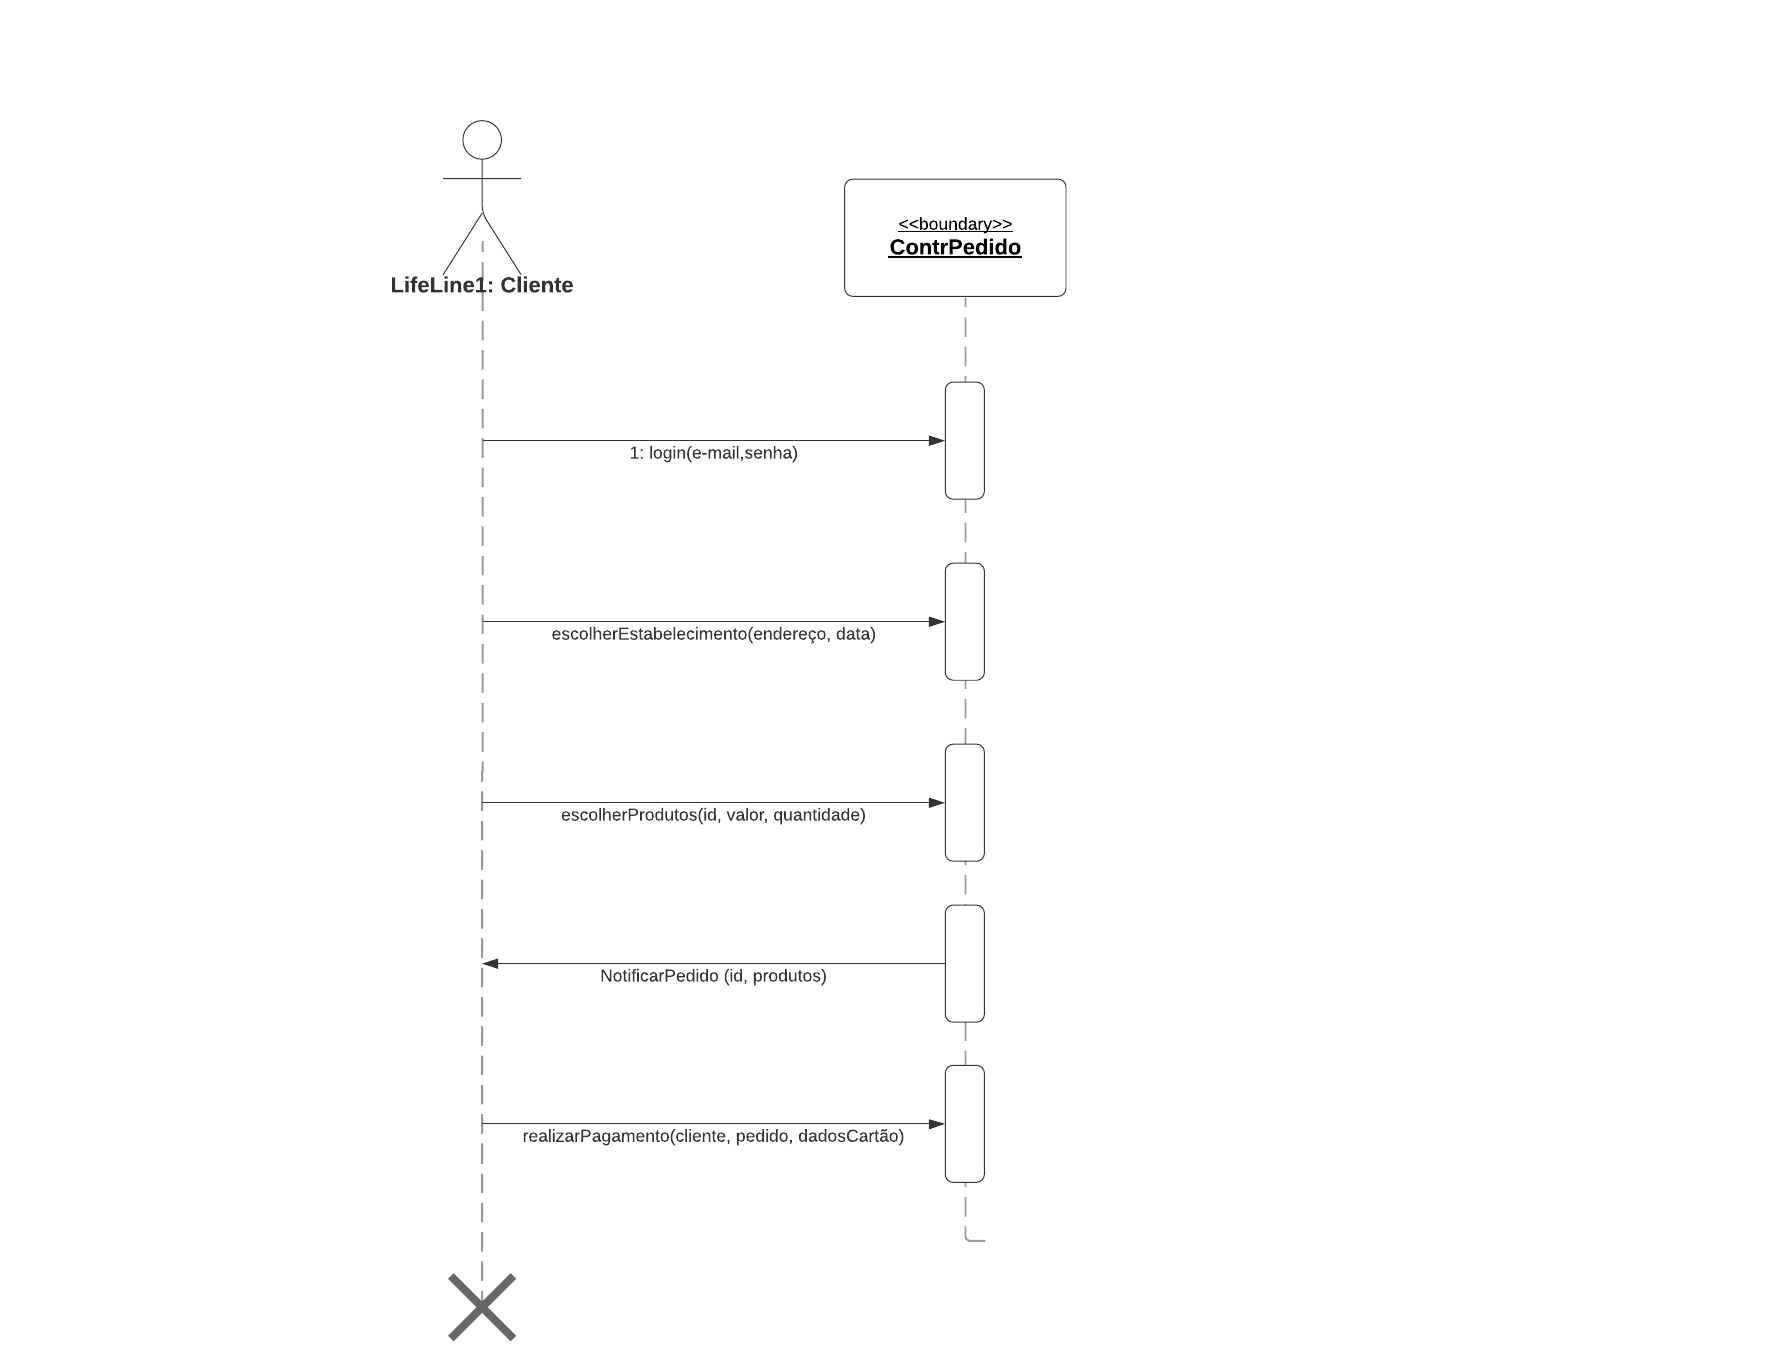 LifeLine1: Cliente
<<boundary>>
ContrPedido
1: login(e-mail,senha)
escolherEstabelecimento(endereço, data)
escolherProdutos(id, valor, quantidade)
NotificarPedido (id, produtos)
realizarPagamento(cliente, pedido, dadosCartão)